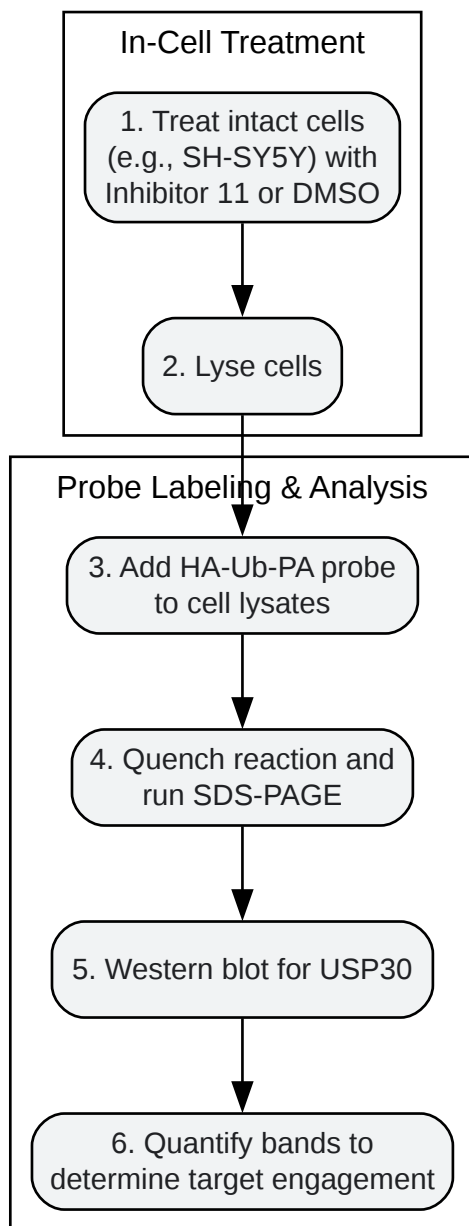 In-Cell Treatment
1. Treat intact cells
(e.g., SH-SY5Y) with
Inhibitor 11 or DMSO
2. Lyse cells
Probe Labeling & Analysis
3. Add HA-Ub-PA probe
to cell lysates
4. Quench reaction and
run SDS-PAGE
5. Western blot for USP30
6. Quantify bands to
determine target engagement